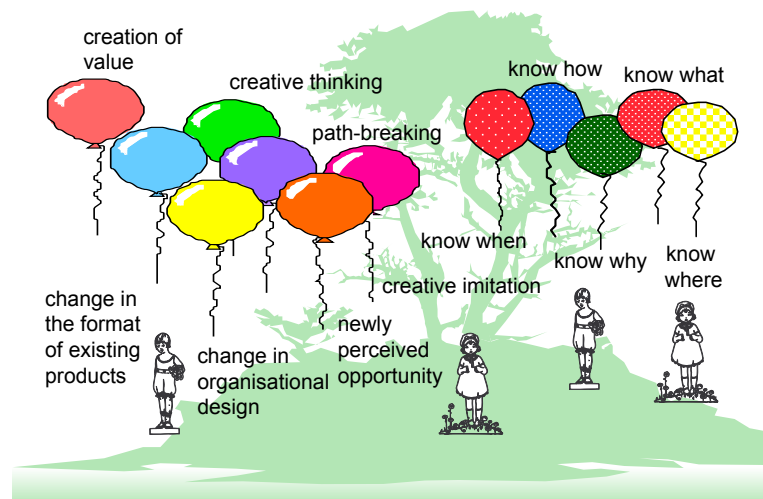 creation of
value
creative thinking
path-breaking
know how
know what
know when
know why
know
where
creative imitation
change in
the format
of existing
products
change in
organisational
design
newly
perceived
opportunity